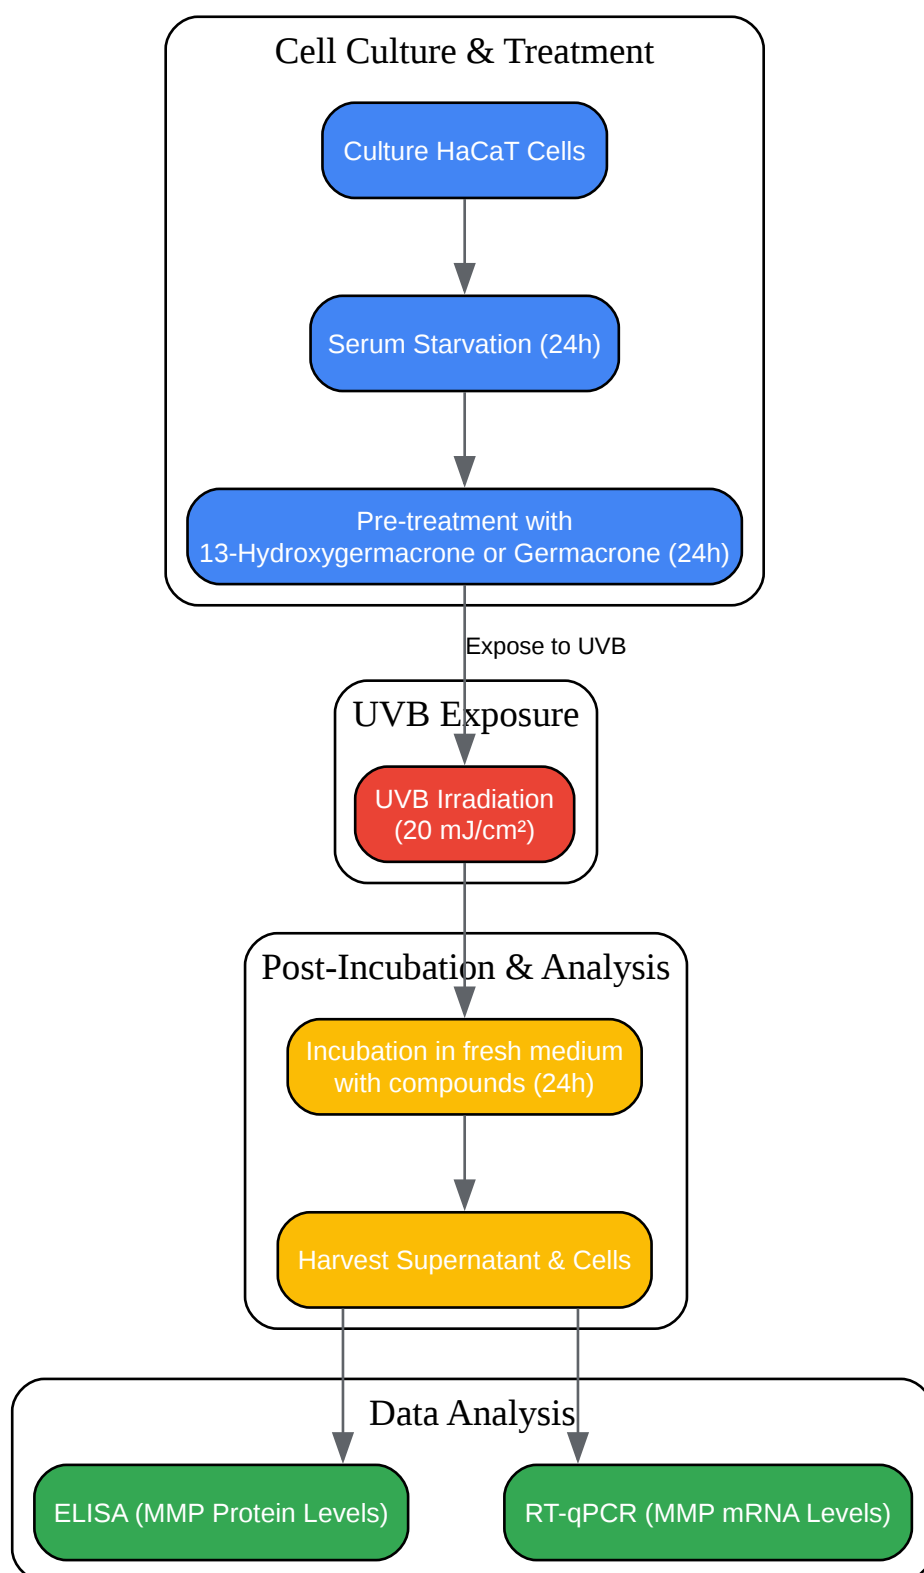 Cell Culture & Treatment
Culture HaCaT Cells
Serum Starvation (24h)
Pre-treatment with
13-Hydroxygermacrone or Germacrone (24h)
Expose to UVB
UVB Exposure
UVB Irradiation
(20 mJ/cm²)
Post-Incubation & Analysis
Incubation in fresh medium
with compounds (24h)
Harvest Supernatant & Cells
Data Analysis
ELISA (MMP Protein Levels)
RT-qPCR (MMP mRNA Levels)